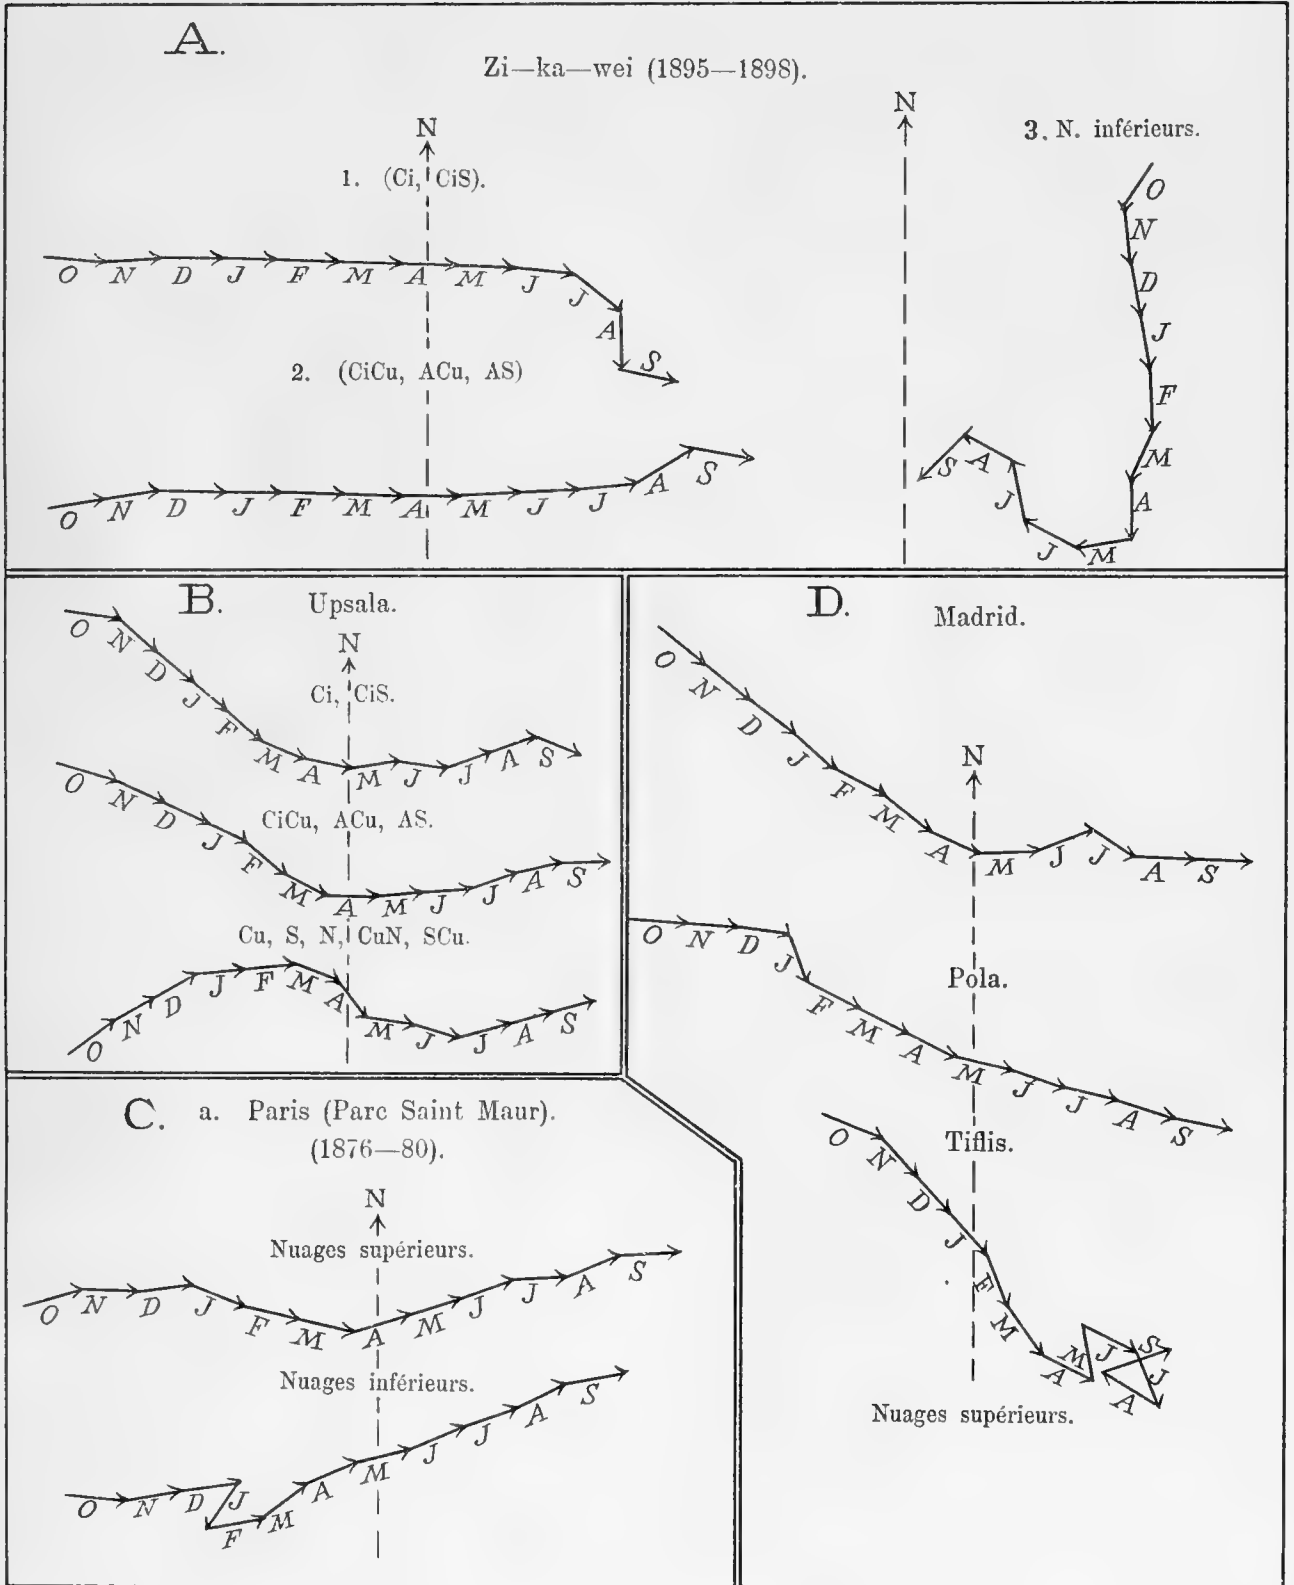 A.
Zi—ka—wei (1895—1898).
N
1. (Ci, CiS).
O N D J F M A M J J A S
2. (CiCu, ACu, AS)
O N D J F M A M J J A S
N
3. N. inférieurs.
O
N
D
J
F
M
A
M
J
J
A
S
B.
Upsala.
N
Ci, CiS.
O N D J F M A M J J A S
CiCu, ACu, AS.
O N D J F M A M J J A S
Cu, S, N, CuN, SCu.
O N D J F M A M J J A S
C.
a. Paris (Parc Saint Maur).
(1876—80).
N
Nuages supérieurs.
O N D J F M A M J J A S
Nuages inférieurs.
O N D J F M A M J J A S
D.
Madrid.
N
O N D J F M A M J J A S
Pola.
O N D J F M A M J J A S
Tiflis.
O N D J F M A M J J A S
Nuages supérieurs.